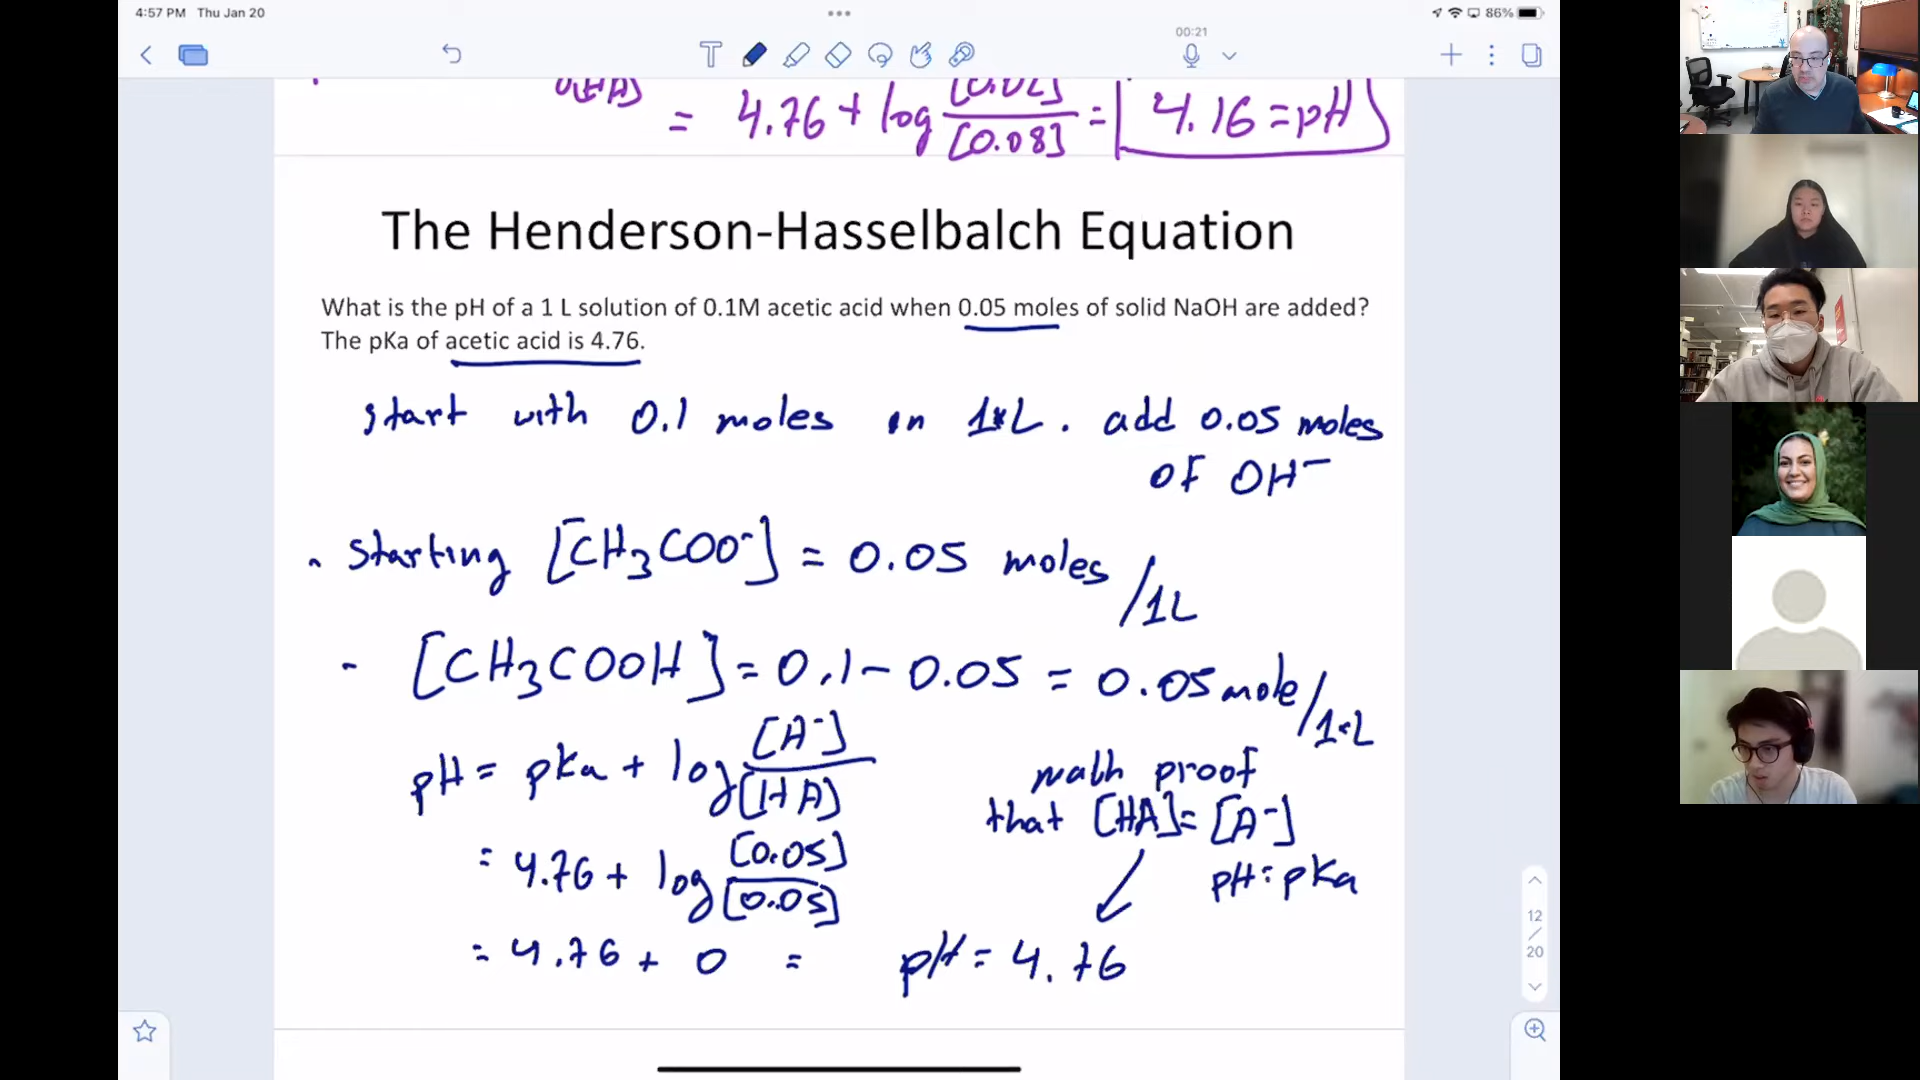 4:57 PM Thu Jan 20
86%
00:21
= 4.76 + log [0.02]/[0.08] = 4.16 = pH
The Henderson-Hasselbalch Equation
What is the pH of a 1 L solution of 0.1M acetic acid when 0.05 moles of solid NaOH are added?
The pKa of acetic acid is 4.76.
start with 0.1 moles in 1L. add 0.05 moles
of OH⁻
starting [CH₃COO⁻] = 0.05 moles/1L
- [CH₃COOH] = 0.1 - 0.05 = 0.05 mole/1L
pH = pka + log [A⁻]/[HA]
math proof
that [HA] = [A⁻]
pH = pKa
= 4.76 + log [0.05]/[0.05]
= 4.76 + 0 = pH = 4.76
12
/
20